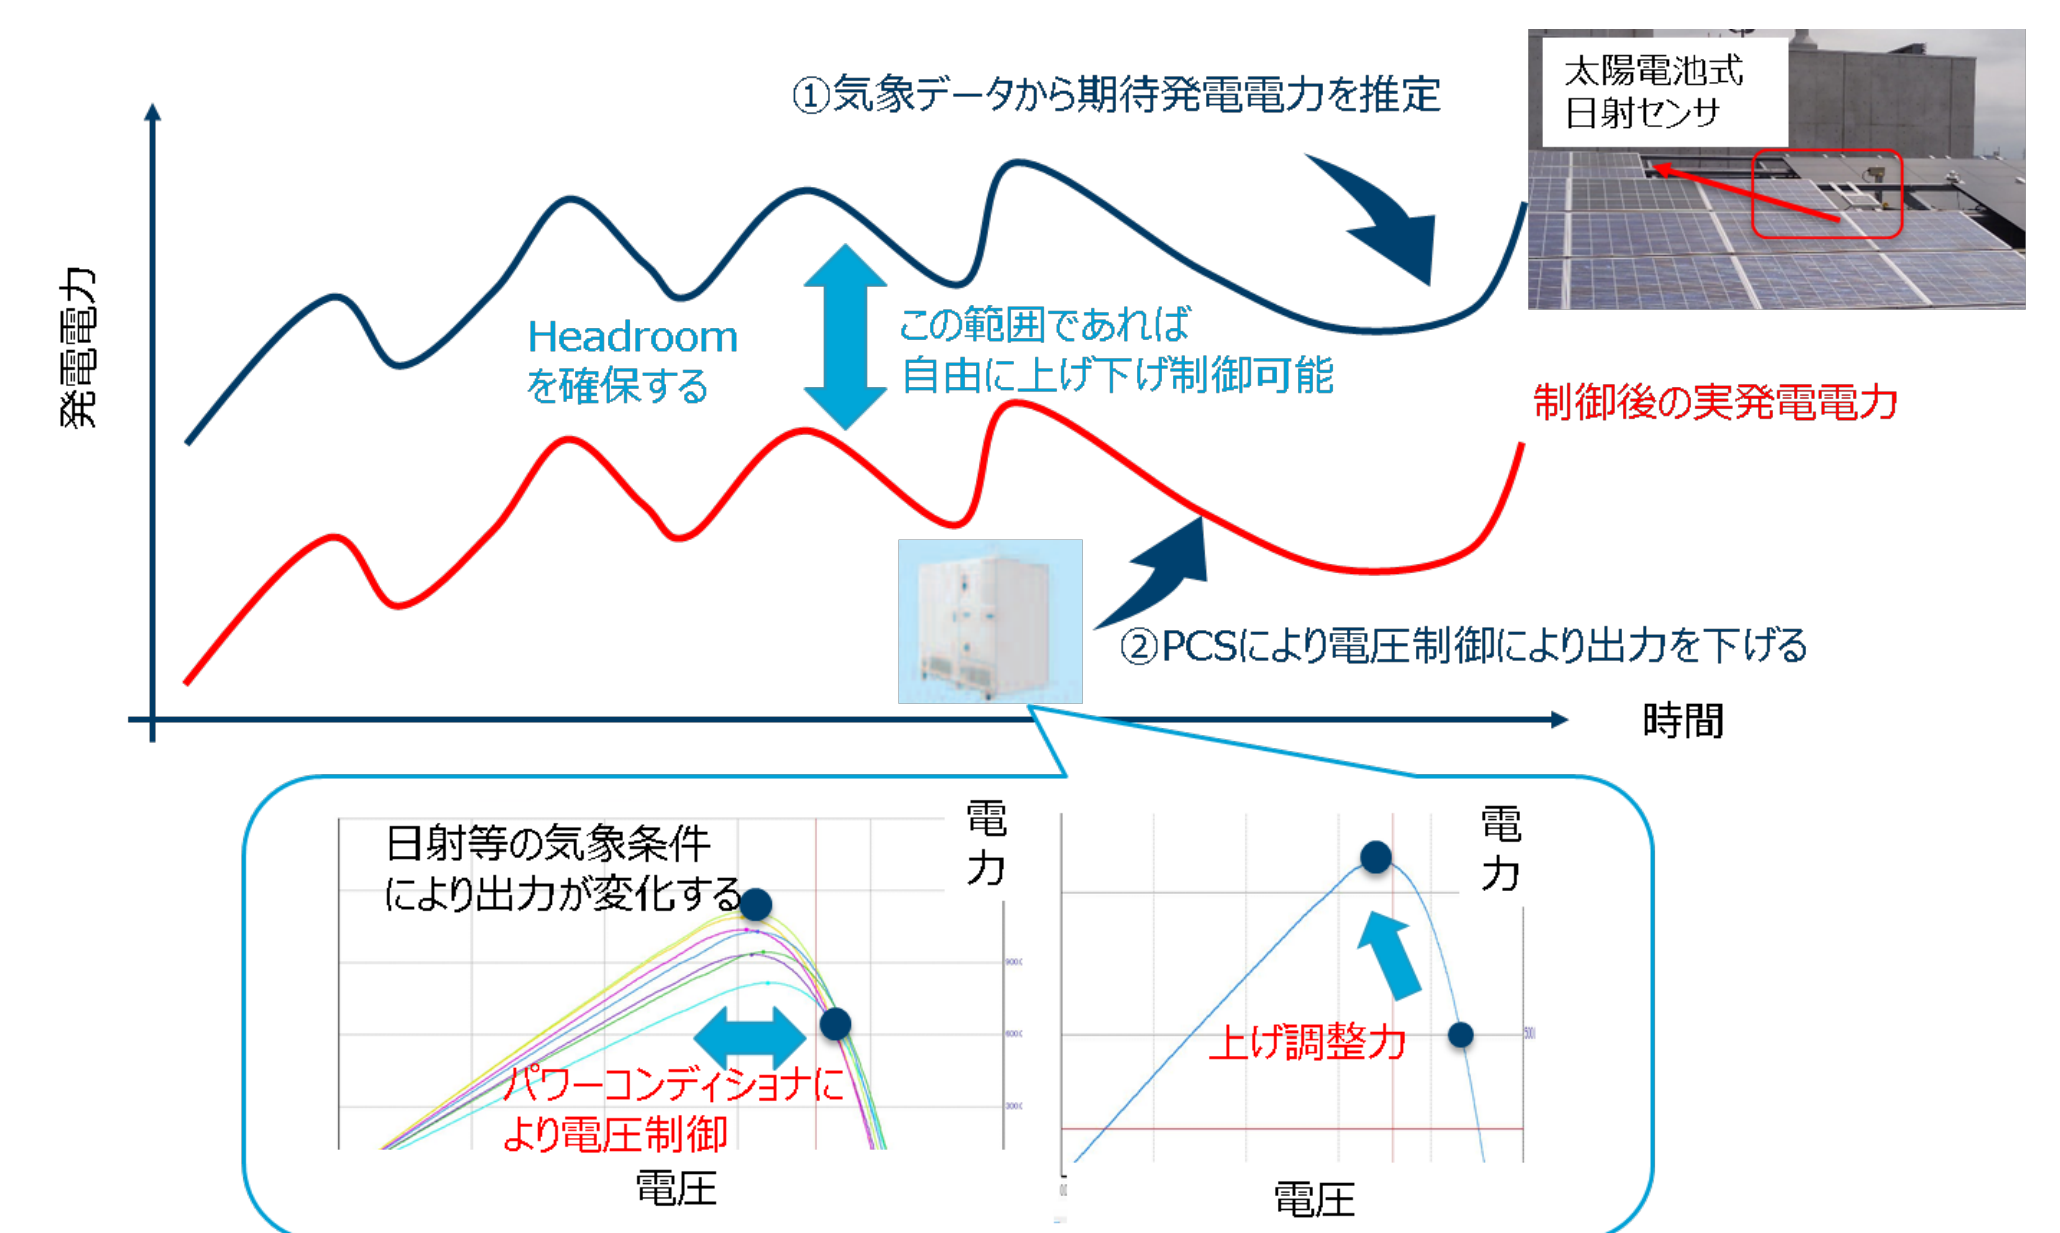 ①気象データから期待発電電力を推定
太陽電池式
日射センサ
発電電力
Headroom
を確保する
この範囲であれば
自由に上げ下げ制御可能
制御後の実発電電力
②PCSにより電圧制御により出力を下げる
時間
日射等の気象条件
により出力が変化する
電力
パワーコンディショナに
より電圧制御
電圧
電力
上げ調整力
電圧